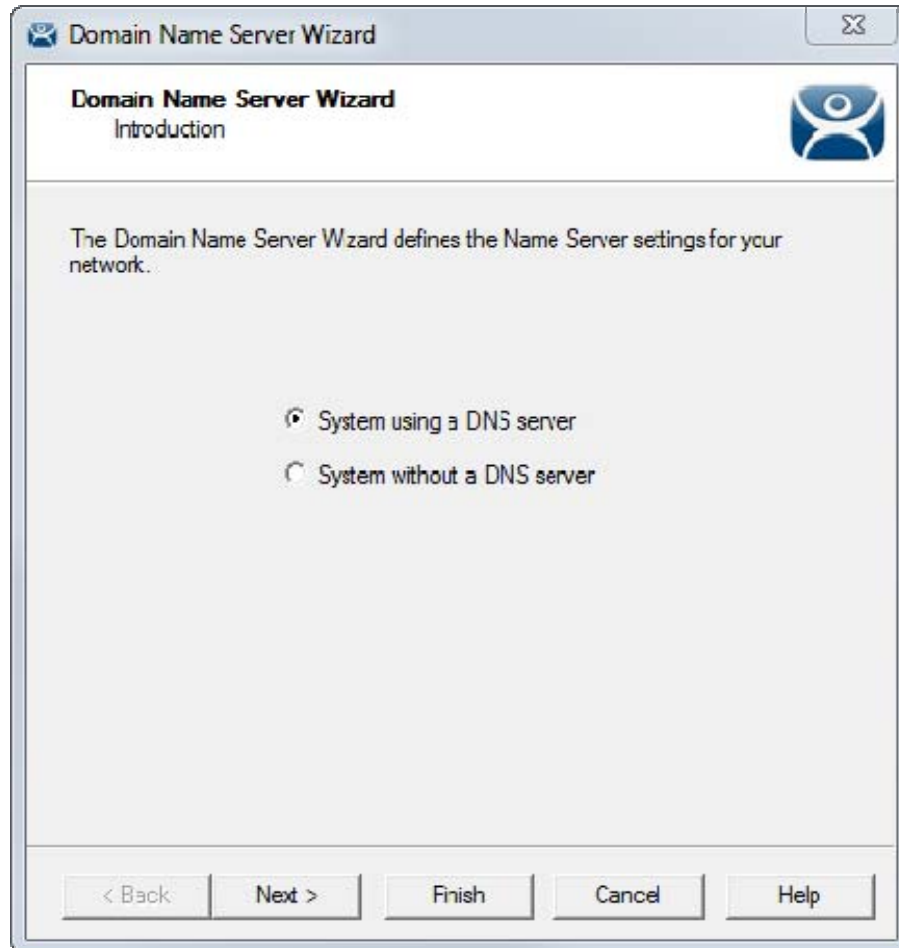 Domain Name Server Wizard
Domain Name Server Wizard
Introduction
The Domain Name Server Wizard defines the Name Server settings for your
network.
System using a DNS server
System without a DNS server
< Back
Next >
Finish
Cancel
Help